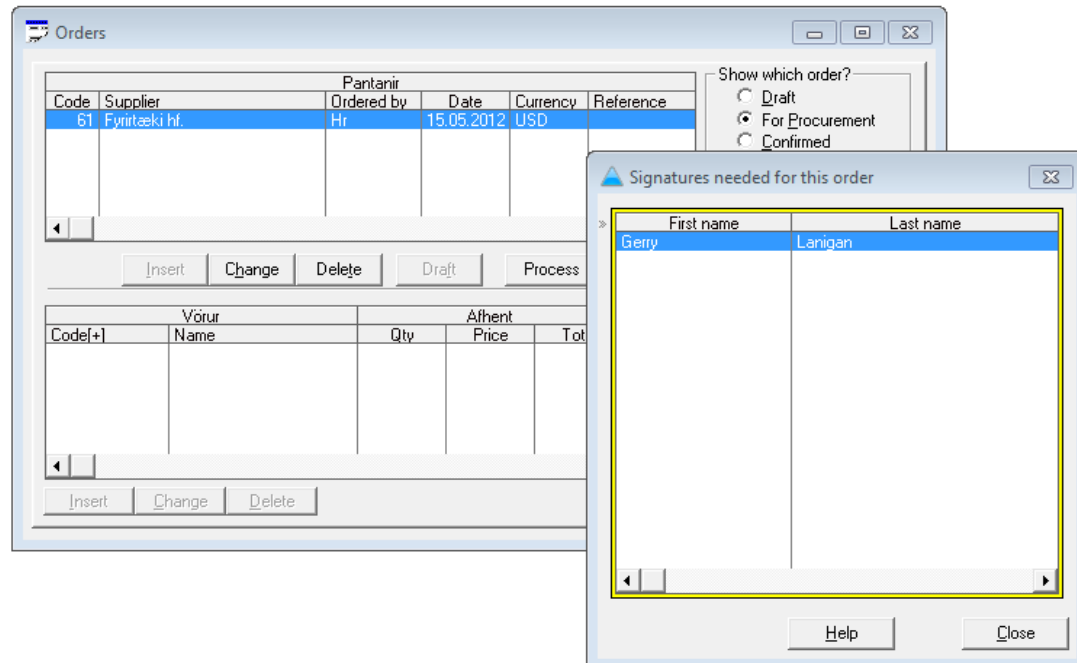 Orders
Pantanir
Code Supplier Ordered by Date Currency Reference
61 Fyrirtæki hf. Hr 15.05.2012 USD
Show which order?
Draft
For Procurement
Confirmed
Insert Change Delete Draft Process
Vörur Afhent
Code[+] Name Qty Price Tot
Insert Change Delete
Signatures needed for this order
First name Last name
Gerry Lanigan
Help Close